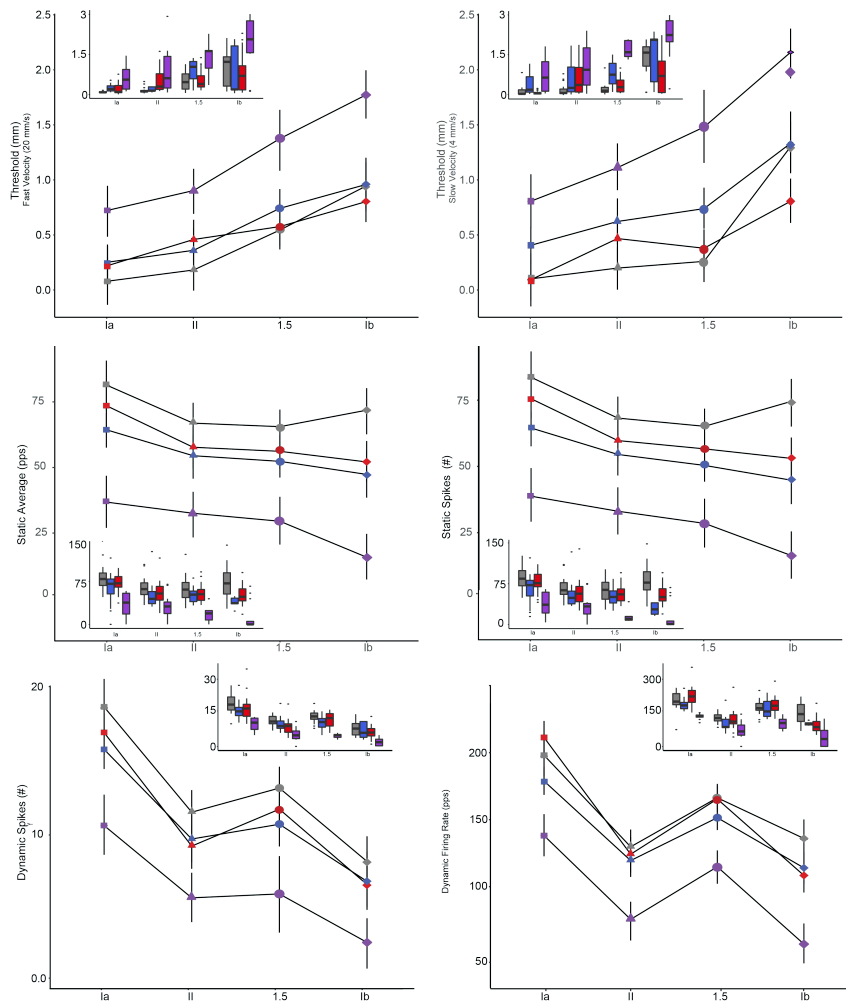 3
1.5
0
Ia
II
1.5
Ib
2.5
2.0
1.5
1.0
0.5
0.0
Threshold (mm)
Fast Velocity (20 mm/s)
Ia
II
1.5
Ib
3
1.5
0
Ia
II
1.5
Ib
2.5
2.0
1.5
1.0
0.5
0.0
Threshold (mm)
Slow Velocity (4 mm/s)
Ia
II
1.5
Ib
75
50
25
0
Static Average (pps)
150
75
0
Ia
II
1.5
Ib
Ia
II
1.5
Ib
75
50
25
0
Static Spikes (#)
150
75
0
Ia
II
1.5
Ib
Ia
II
1.5
Ib
30
15
0
Ia
II
1.5
Ib
20
10
0.0
Dynamic Spikes (#)
Ia
II
1.5
Ib
300
150
0
Ia
II
1.5
Ib
200
150
100
50
Dynamic Firing Rate (pps)
Ia
II
1.5
Ib